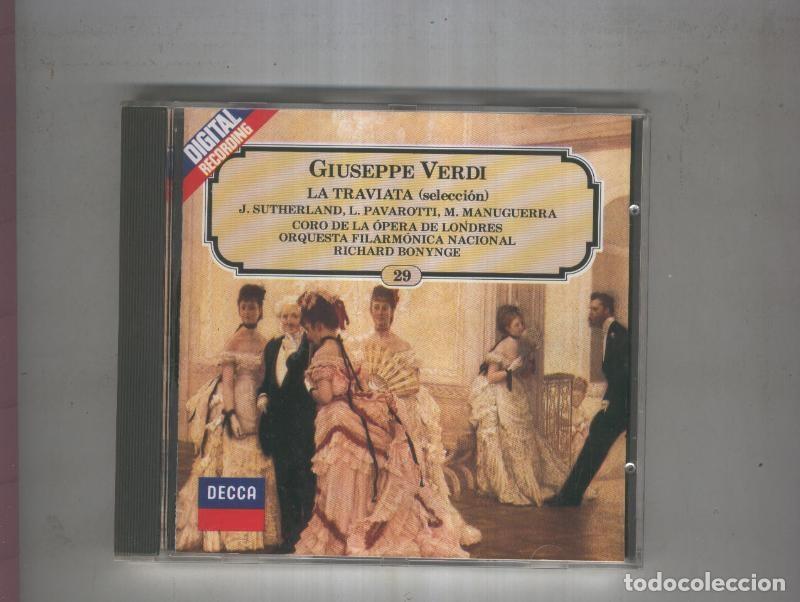 DIGITAL
RECORDING
GIUSEPPE VERDI
LA TRAVIATA (selección)
J. SUTHERLAND, L. PAVAROTTI, M. MANUGUERRA
CORO DE LA ÓPERA DE LONDRES
ORQUESTA FILARMÓNICA NACIONAL
RICHARD BONYNGE
29
DECCA
todocoleccion